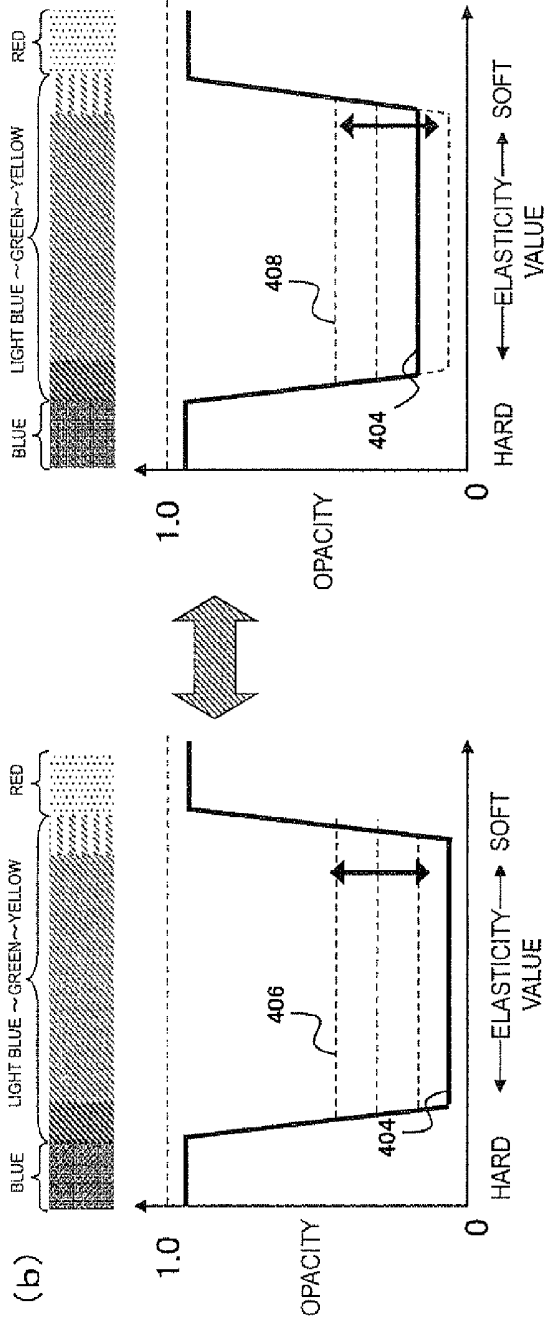 (b)
BLUE
LIGHT BLUE~GREEN~YELLOW
RED
1.0
OPACITY
406
404
0
HARD
ELASTICITY
VALUE
SOFT
BLUE
LIGHT BLUE~GREEN~YELLOW
RED
1.0
OPACITY
408
404
0
HARD
ELASTICITY
VALUE
SOFT